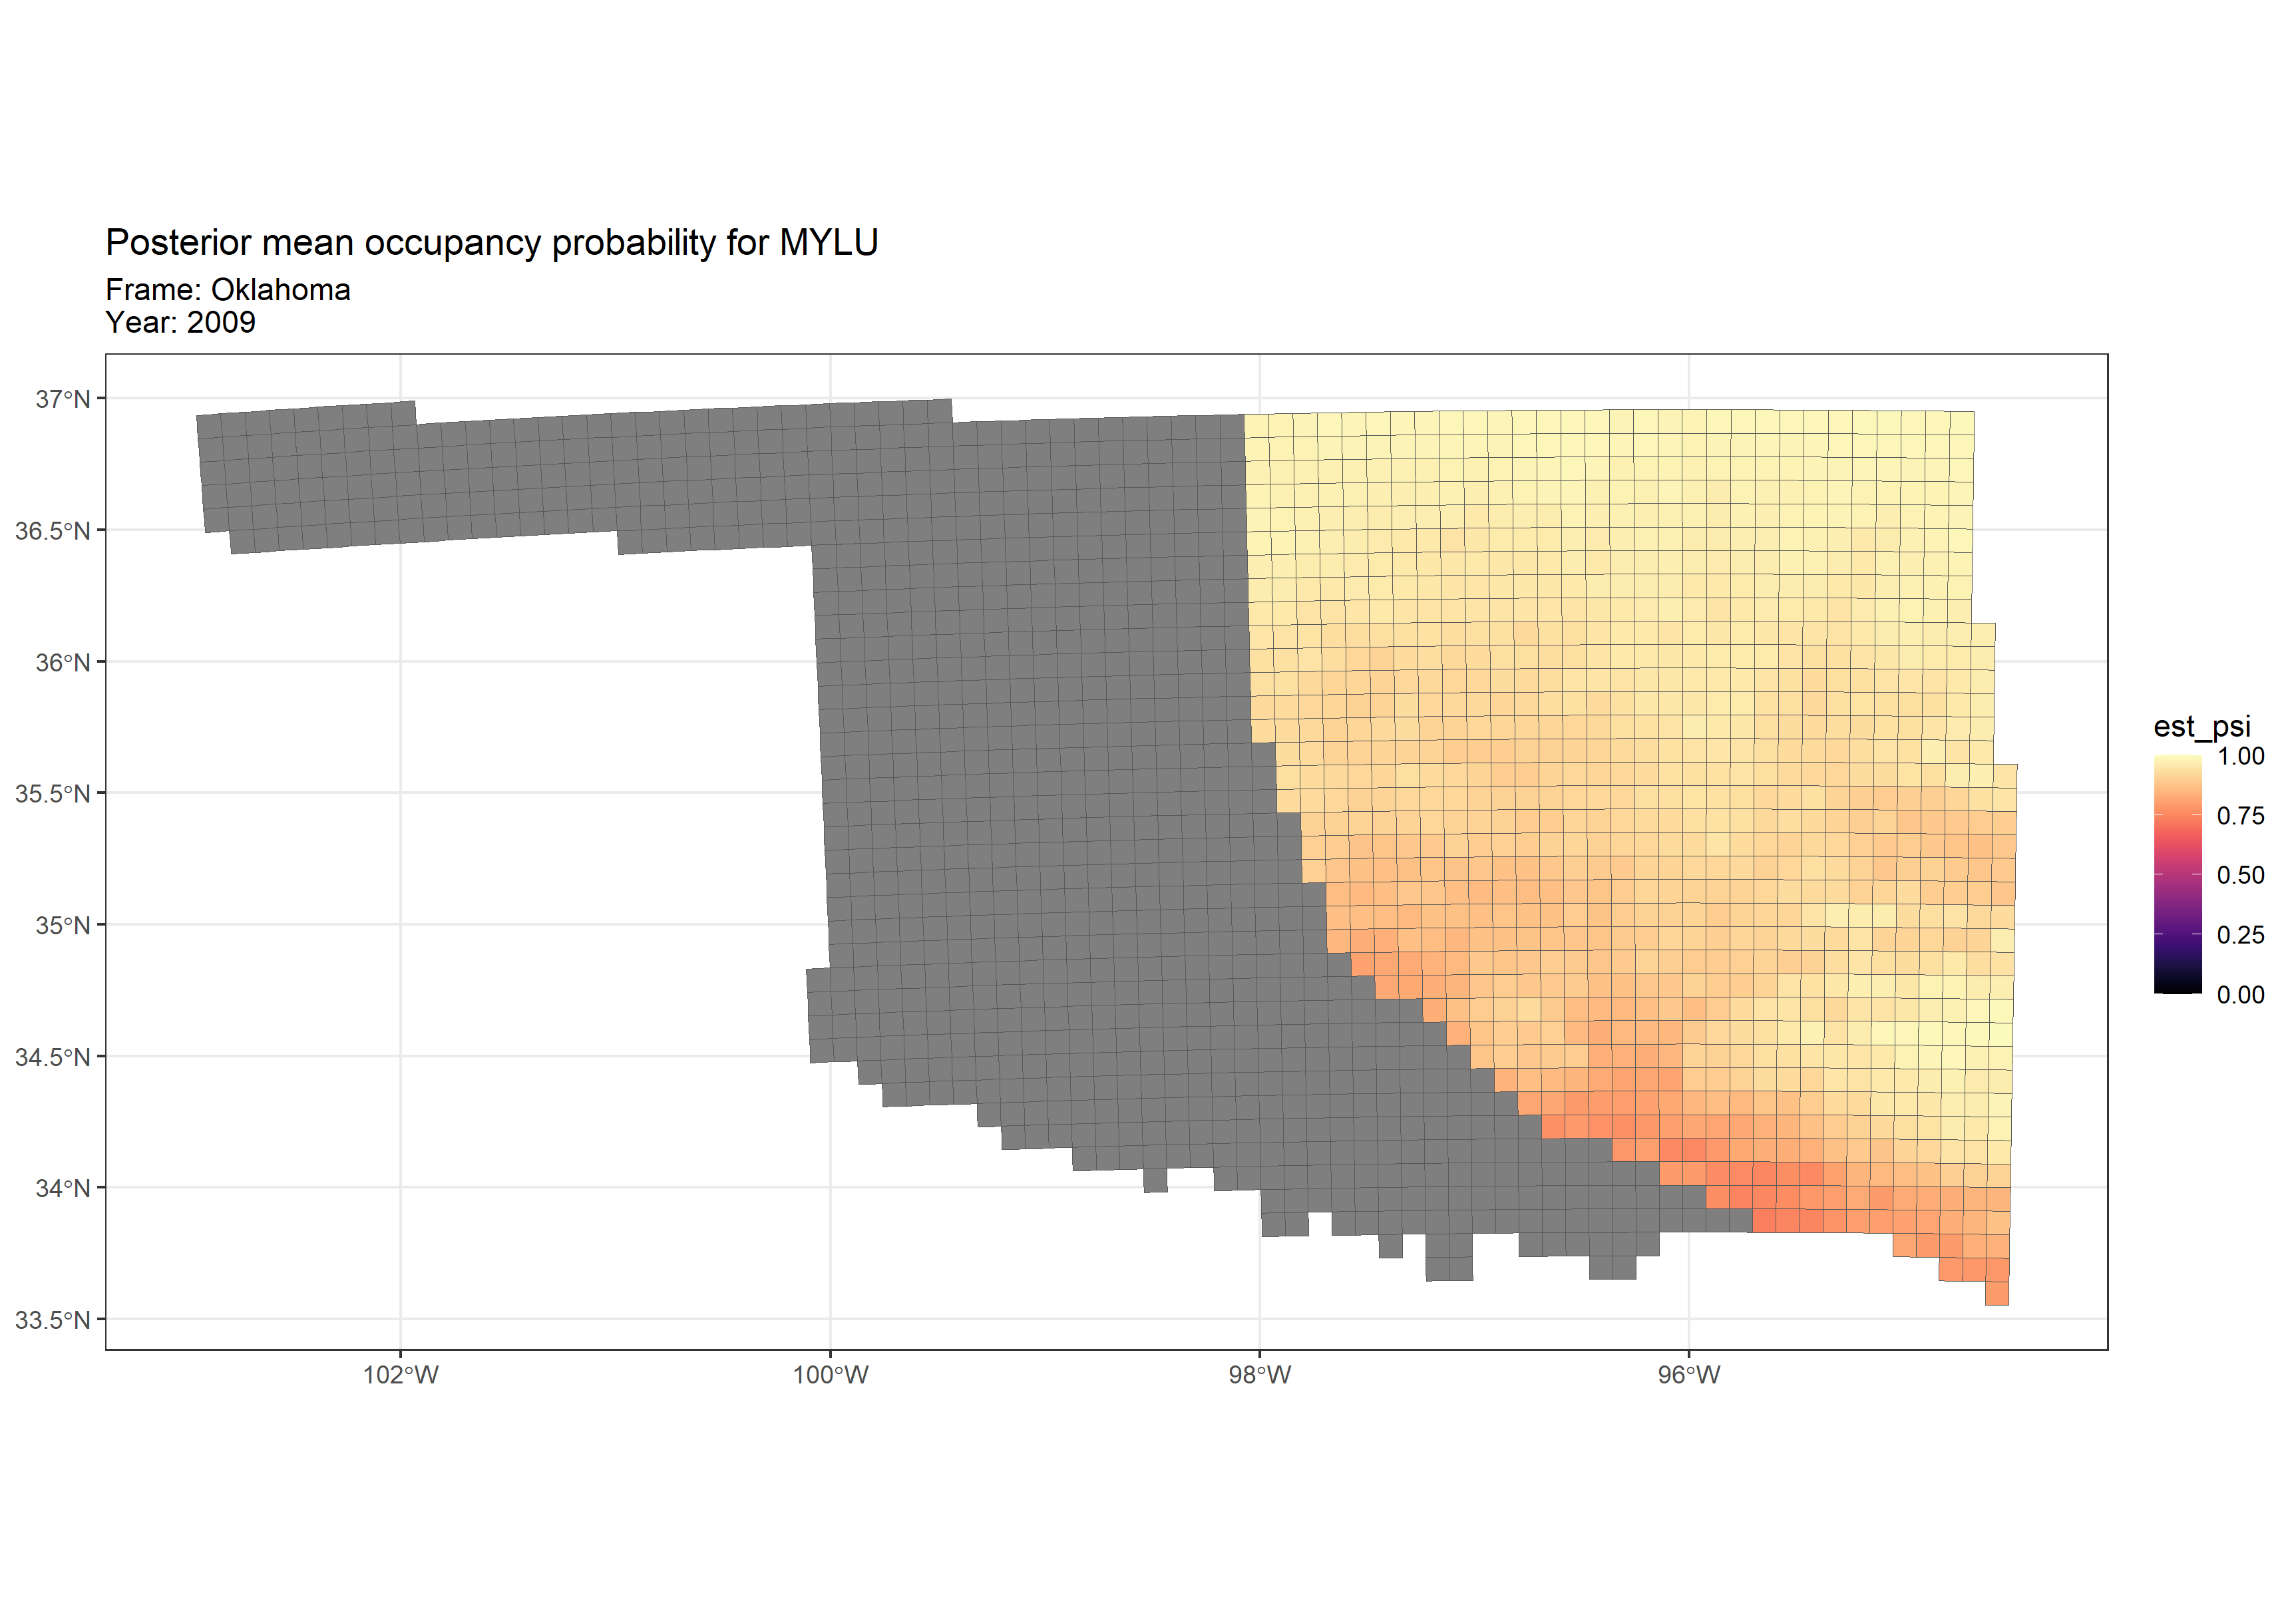 Posterior mean occupancy probability for MYLU
Frame: Oklahoma
Year: 2009
37°N
36.5°N
36°N
35.5°N
35°N
34.5°N
34°N
33.5°N
102°W
100°W
98°W
96°W
est_psi
1.00
0.75
0.50
0.25
0.00